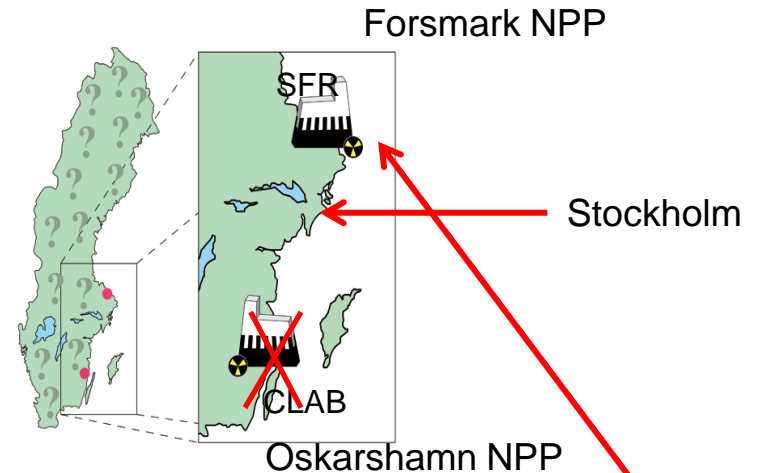 Forsmark NPP
SFR
? ? ? ? ? ? ? ? ? ? ? ? ? ?
Stockholm
CLAB
Oskarshamn NPP